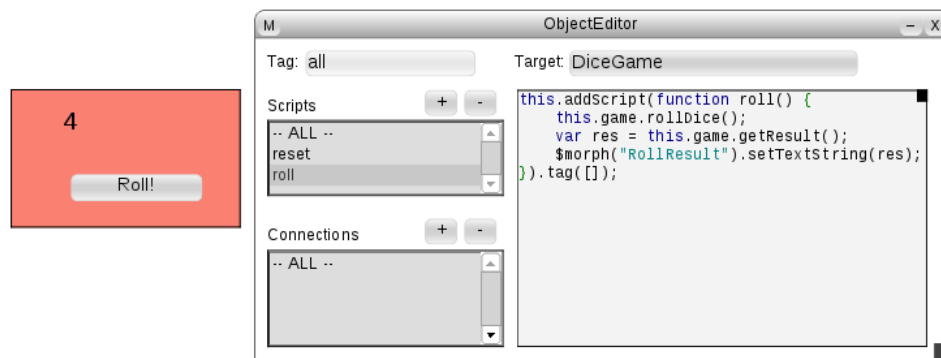 4
Roll!
M ObjectEditor – X
Tag: all Target: DiceGame
Scripts + -
-- ALL --
reset
roll
Connections + -
-- ALL --
this.addScript(function roll() {
    this.game.rollDice();
    var res = this.game.getResult();
    $morph("RollResult").setTextString(res);
}).tag([]);